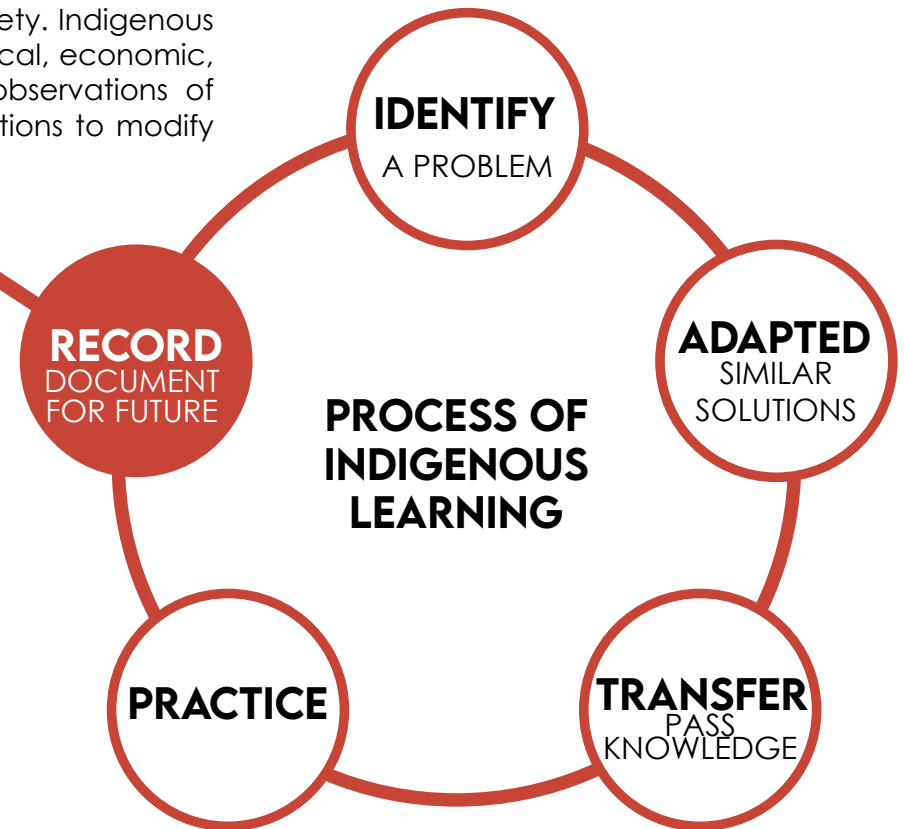 ety. Indigenous
cal, economic,
observations of
tions to modify
IDENTIFY
A PROBLEM
ADAPTED
SIMILAR
SOLUTIONS
TRANSFER
PASS
KNOWLEDGE
PRACTICE
RECORD
DOCUMENT
FOR FUTURE
PROCESS OF
INDIGENOUS
LEARNING